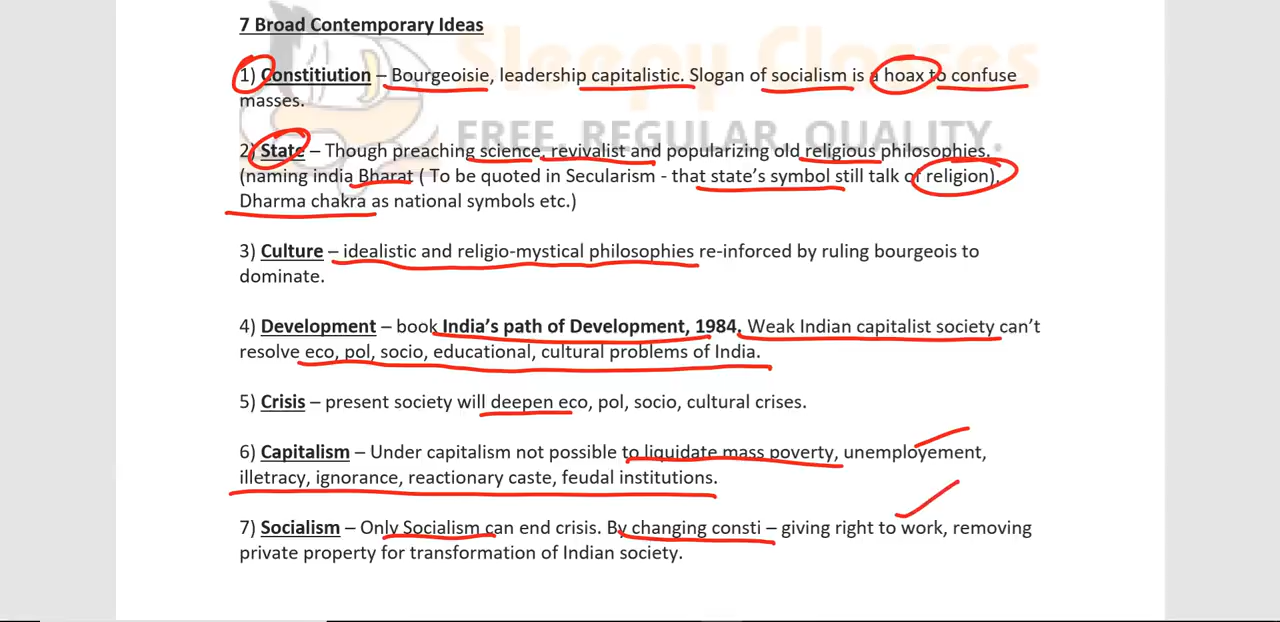 7 Broad Contemporary Ideas
Sleepy Classes
1) Constitiution – Bourgeoisie, leadership capitalistic. Slogan of socialism is a hoax to confuse
masses.
FREE. REGULAR. QUALITY.
2) State – Though preaching science, revivalist and popularizing old religious philosophies.
(naming india Bharat ( To be quoted in Secularism - that state's symbol still talk of religion),
Dharma chakra as national symbols etc.)
3) Culture – idealistic and religio-mystical philosophies re-inforced by ruling bourgeois to
dominate.
4) Development – book India's path of Development, 1984. Weak Indian capitalist society can't
resolve eco, pol, socio, educational, cultural problems of India.
5) Crisis – present society will deepen eco, pol, socio, cultural crises.
6) Capitalism – Under capitalism not possible to liquidate mass poverty, unemployement,
illetracy, ignorance, reactionary caste, feudal institutions.
7) Socialism – Only Socialism can end crisis. By changing consti – giving right to work, removing
private property for transformation of Indian society.